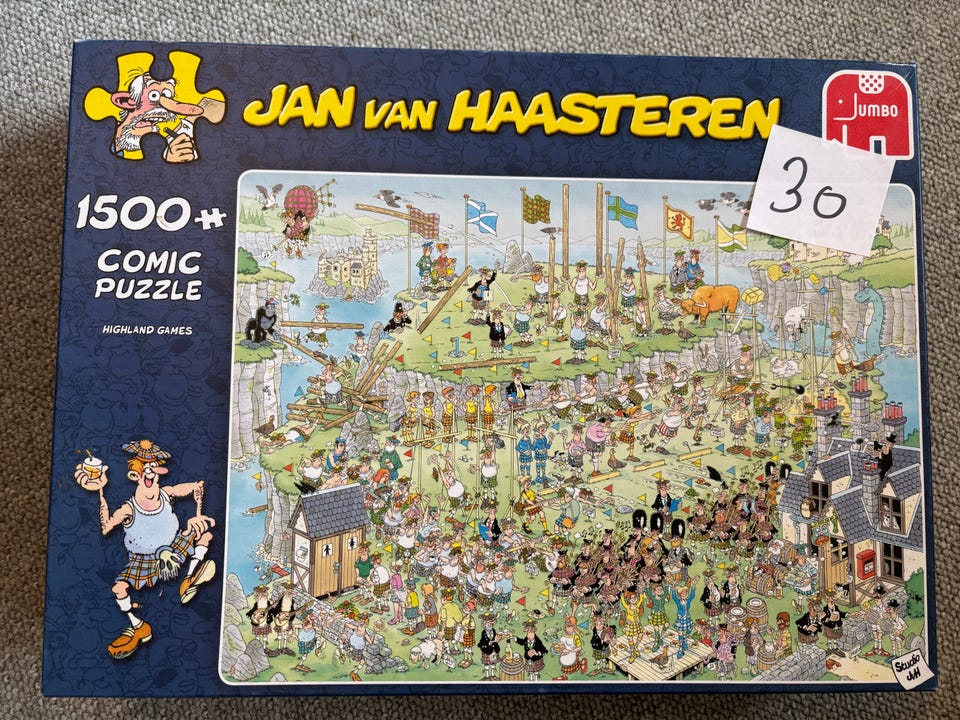 JAN VAN HAASTEREN
JUMBO
30
1500
COMIC
PUZZLE
HIGHLAND GAMES
Studio
JVH